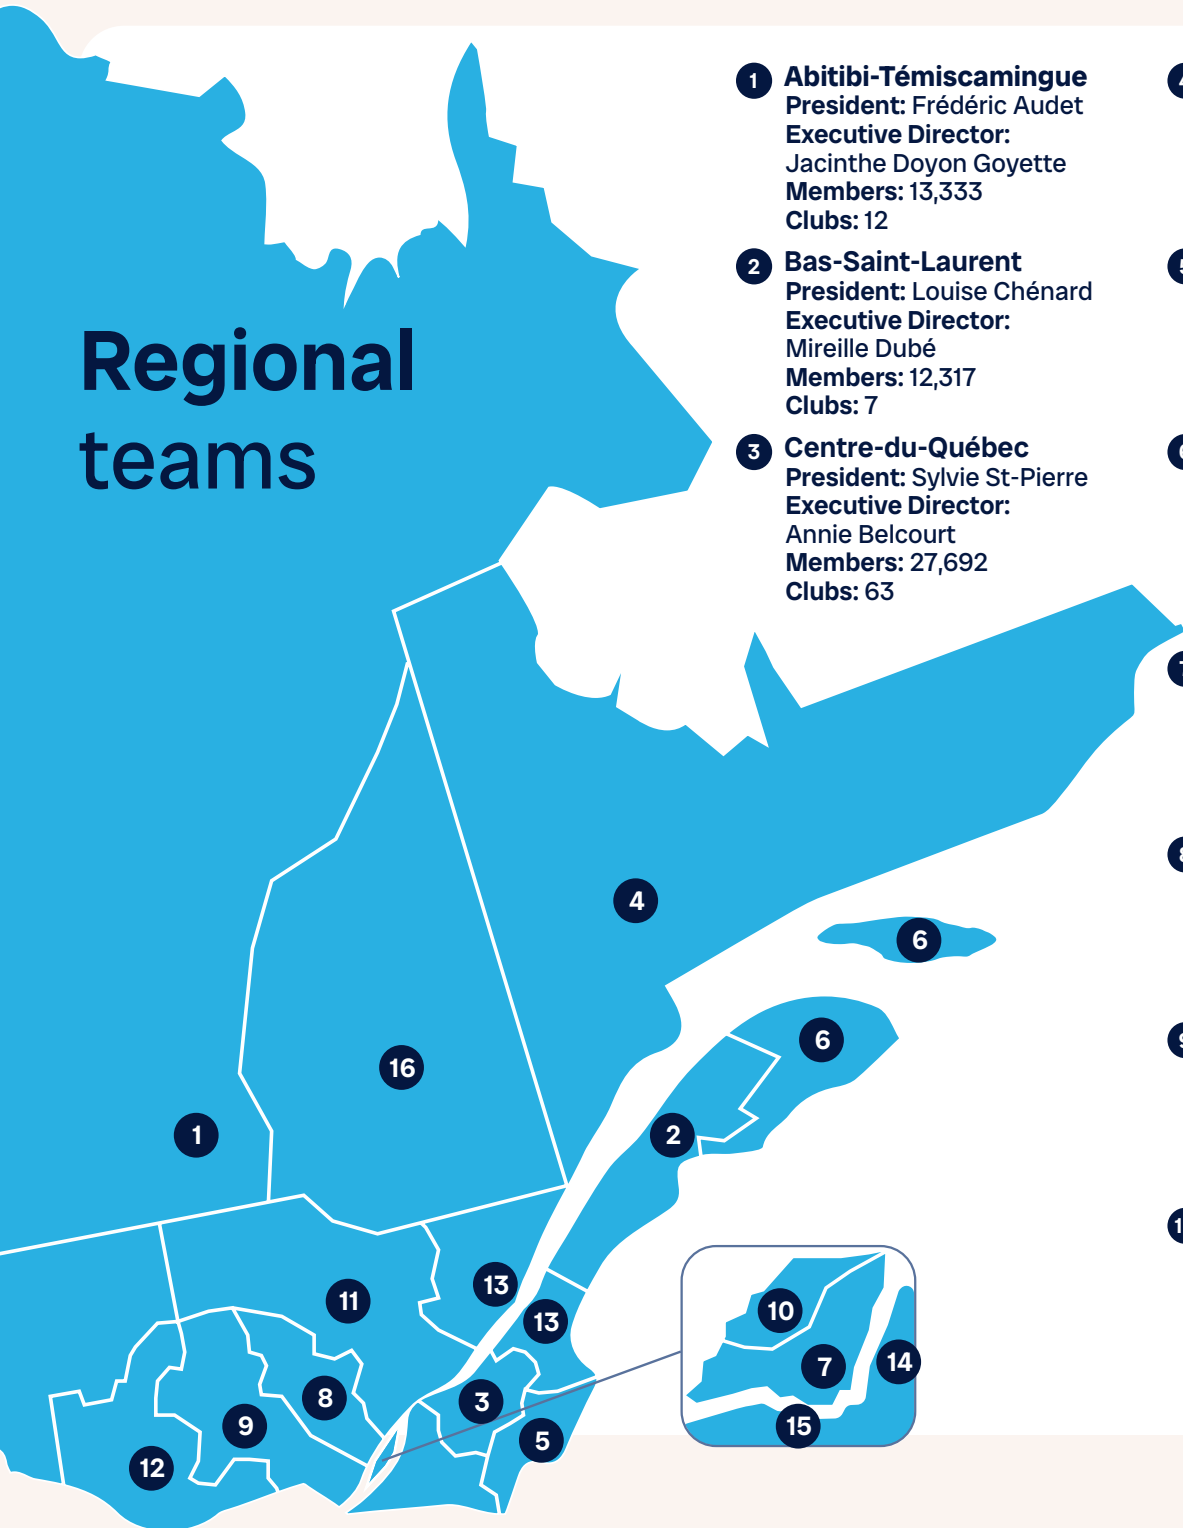 Regional
teams
1 Abitibi-Témiscamingue
President: Frédéric Audet
Executive Director:
Jacinthe Doyon Goyette
Members: 13,333
Clubs: 12
2 Bas-Saint-Laurent
President: Louise Chénard
Executive Director:
Mireille Dubé
Members: 12,317
Clubs: 7
3 Centre-du-Québec
President: Sylvie St-Pierre
Executive Director:
Annie Belcourt
Members: 27,692
Clubs: 63
4
6
6
16
1
2
13
11
13
10
7
14
8
3
9
15
5
12